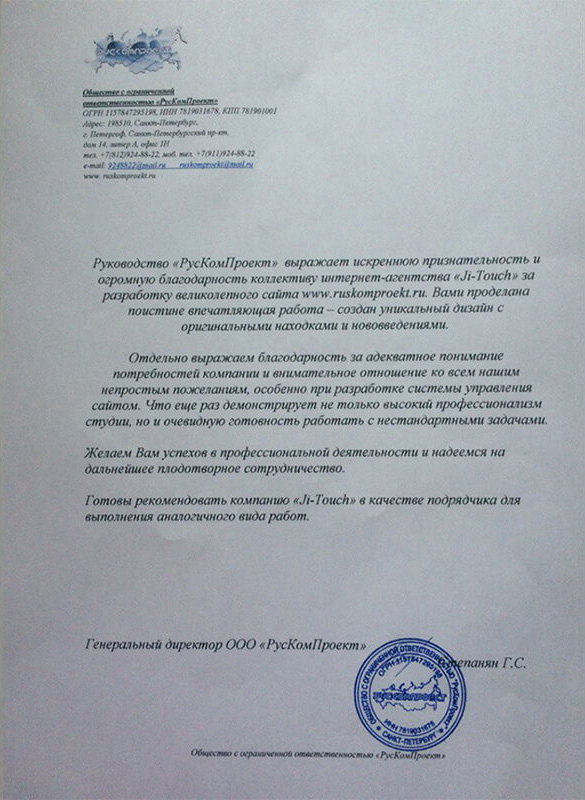 РУСКОМПРОЕКТ
Общество с ограниченной
ответственностью «РусКомПроект»
ОГРН 1157847295198, ИНН 7819031678, КПП 781901001
Адрес: 198510, Санкт-Петербург,
г. Петергоф, Санкт-Петербургский пр-кт,
дом 14, литер А, офис 1Н
тел. +7(812)924-88-22, моб. тел. +7(911)924-88-22
e-mail: 9248822@mail.ru ruskomproekt@mail.ru
www. ruskomproekt.ru
Руководство «РусКомПроект» выражает искреннюю признательность и
огромную благодарность коллективу интернет-агентства «Ji-Touch» за
разработку великолепного сайта www.ruskomproekt.ru. Вами проделана
поистине впечатляющая работа – создан уникальный дизайн с
оригинальными находками и нововведениями.
Отдельно выражаем благодарность за адекватное понимание
потребностей компании и внимательное отношение ко всем нашим
непростым пожеланиям, особенно при разработке системы управления
сайтом. Что еще раз демонстрирует не только высокий профессионализм
студии, но и очевидную готовность работать с нестандартными задачами.
Желаем Вам успехов в профессиональной деятельности и надеемся на
дальнейшее плодотворное сотрудничество.
Готовы рекомендовать компанию «Ji-Touch» в качестве подрядчика для
выполнения аналогичного вида работ.
Генеральный директор ООО «РусКомПроект»
Степанян Г.С.
ОБЩЕСТВО С ОГРАНИЧЕННОЙ ОТВЕТСТВЕННОСТЬЮ "РусКомПроект"
ОГРН 1157847295198
РУСКОМПРОЕКТ
ИНН 7819031678
* САНКТ-ПЕТЕРБУРГ *
Общество с ограниченной ответственностью «РусКомПроект»